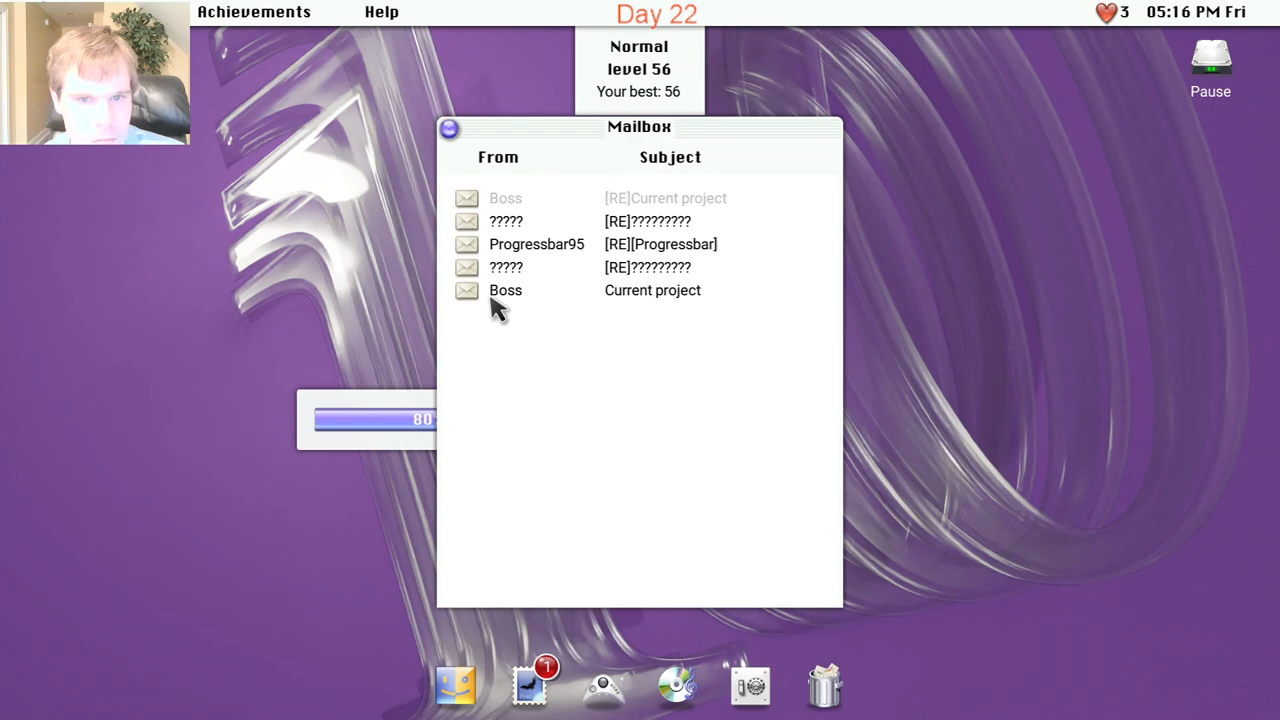 Achievements Help Day 22 3 05:16 PM Fri
Normal
level 56
Your best: 56
Pause
Mailbox
From Subject
Boss [RE]Current project
????? [RE]?????????
Progressbar95 [RE][Progressbar]
????? [RE]?????????
Boss Current project
80
1